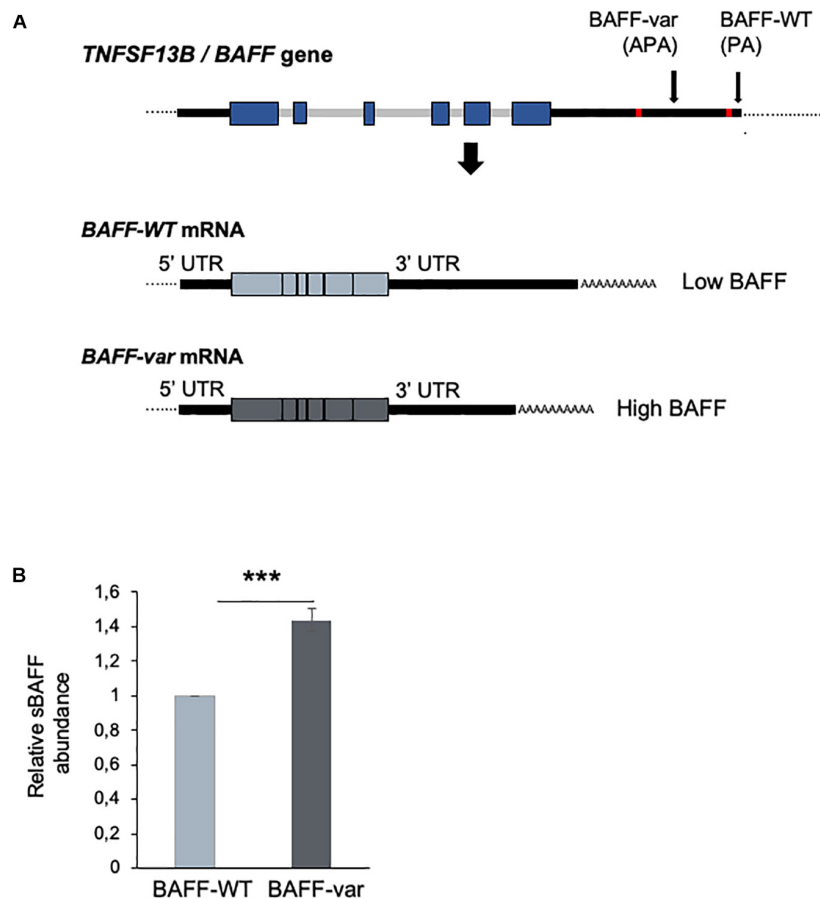 A
TNFSF13B / BAFF gene
BAFF-var
(APA)
BAFF-WT
(PA)
BAFF-WT mRNA
5' UTR
3' UTR
AAAAAAAAAA
Low BAFF
BAFF-var mRNA
5' UTR
3' UTR
AAAAAAAAAA
High BAFF
B
***
1,6
1,4
1,2
1
0,8
0,6
0,4
0,2
0
Relative sBAFF
abundance
BAFF-WT
BAFF-var